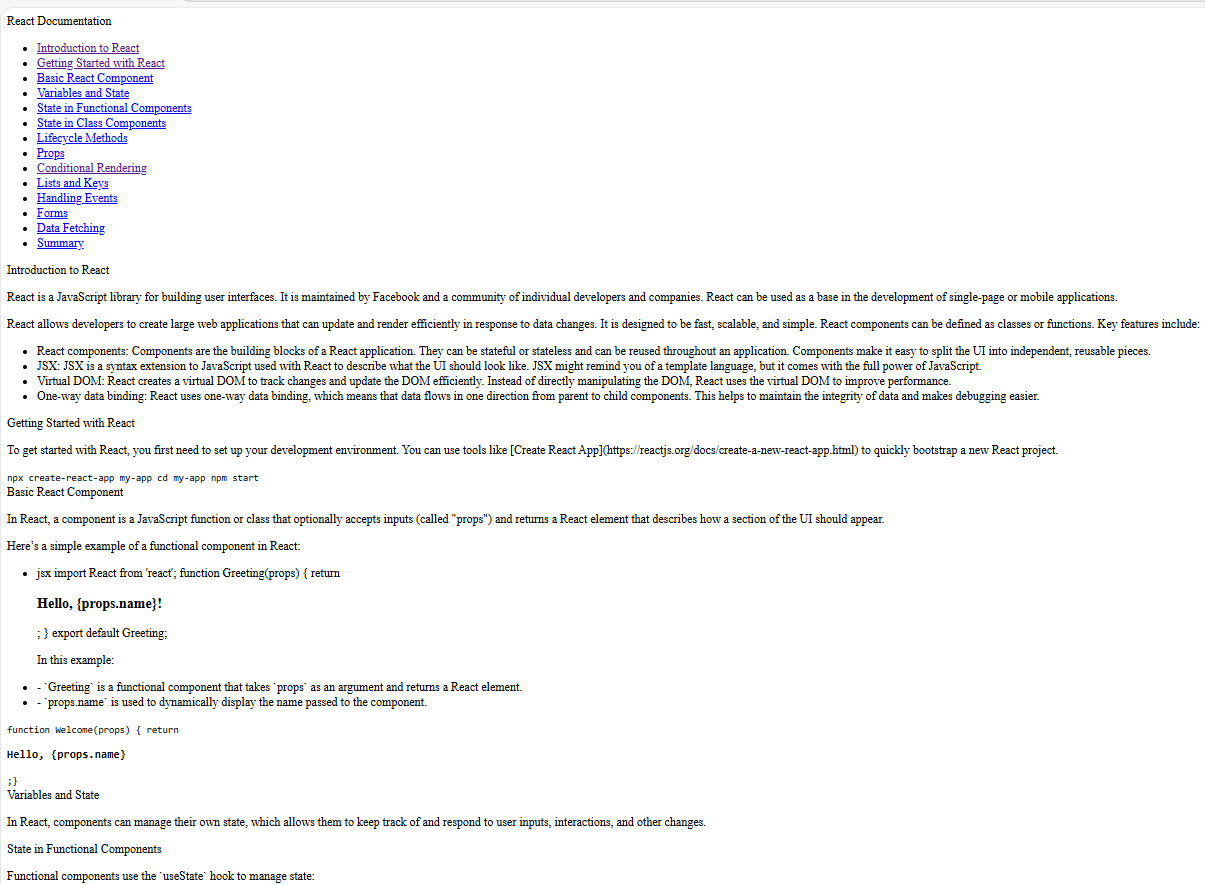 React Documentation
Introduction to React
Getting Started with React
Basic React Component
Variables and State
State in Functional Components
State in Class Components
Lifecycle Methods
Props
Conditional Rendering
Lists and Keys
Handling Events
Forms
Data Fetching
Summary
Introduction to React
React is a JavaScript library for building user interfaces. It is maintained by Facebook and a community of individual developers and companies. React can be used as a base in the development of single-page or mobile applications.
React allows developers to create large web applications that can update and render efficiently in response to data changes. It is designed to be fast, scalable, and simple. React components can be defined as classes or functions. Key features include:
React components: Components are the building blocks of a React application. They can be stateful or stateless and can be reused throughout an application. Components make it easy to split the UI into independent, reusable pieces.
JSX: JSX is a syntax extension to JavaScript used with React to describe what the UI should look like. JSX might remind you of a template language, but it comes with the full power of JavaScript.
Virtual DOM: React creates a virtual DOM to track changes and update the DOM efficiently. Instead of directly manipulating the DOM, React uses the virtual DOM to improve performance.
One-way data binding: React uses one-way data binding, which means that data flows in one direction from parent to child components. This helps to maintain the integrity of data and makes debugging easier.
Getting Started with React
To get started with React, you first need to set up your development environment. You can use tools like [Create React App](https://reactjs.org/docs/create-a-new-react-app.html) to quickly bootstrap a new React project.
npx create-react-app my-app cd my-app npm start
Basic React Component
In React, a component is a JavaScript function or class that optionally accepts inputs (called "props") and returns a React element that describes how a section of the UI should appear.
Here’s a simple example of a functional component in React:
jsx import React from 'react'; function Greeting(props) { return
Hello, {props.name}!
; } export default Greeting;
In this example:
- `Greeting` is a functional component that takes `props` as an argument and returns a React element.
- `props.name` is used to dynamically display the name passed to the component.
function Welcome(props) { return
Hello, {props.name}
;}
Variables and State
In React, components can manage their own state, which allows them to keep track of and respond to user inputs, interactions, and other changes.
State in Functional Components
Functional components use the `useState` hook to manage state: